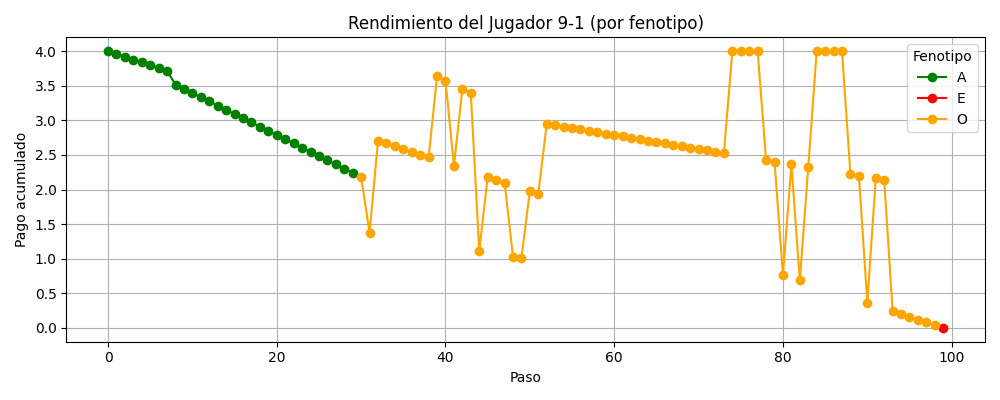 Rendimiento del Jugador 9-1 (por fenotipo)
Pago acumulado
4.0
3.5
3.0
2.5
2.0
1.5
1.0
0.5
0.0
Fenotipo
A
E
O
0 20 40 60 80 100
Paso